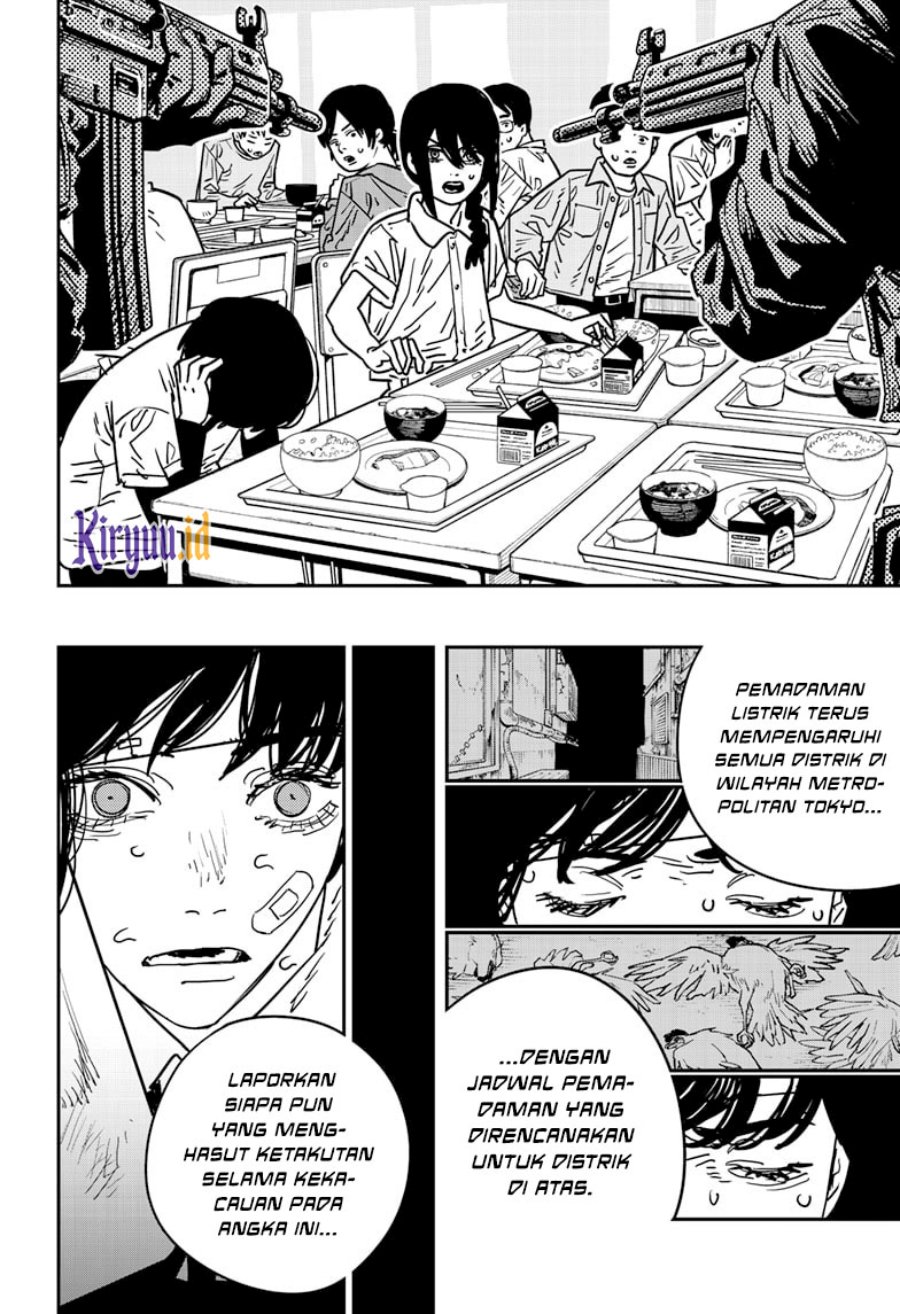 Kiryuu.id
PEMADAMAN
LISTRIK TERUS
MEMPENGARUHI
SEMUA DISTRIK DI
WILAYAH METRO-
POLITAN TOKYO...
...DENGAN
JADWAL PEMA-
DAMAN YANG
DIRENCANAKAN
UNTUK DISTRIK
DI ATAS.
LAPORKAN
SIAPA PUN
YANG MENG-
HASUT KETAKUTAN
SELAMA KEKA-
CAUAN PADA
ANGKA INI...